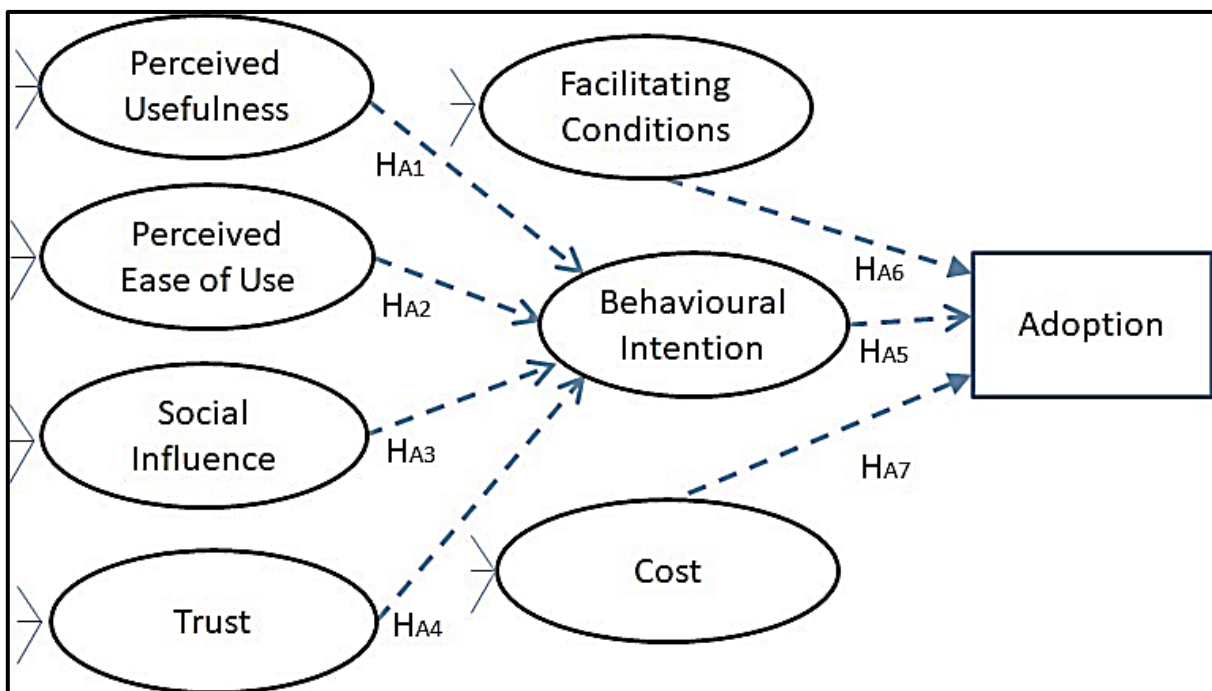 Perceived
Usefulness
Facilitating
Conditions
HA1
Perceived
Ease of Use
HA2
Behavioural
Intention
HA6
HA5
Adoption
Social
Influence
HA3
HA7
Trust
HA4
Cost